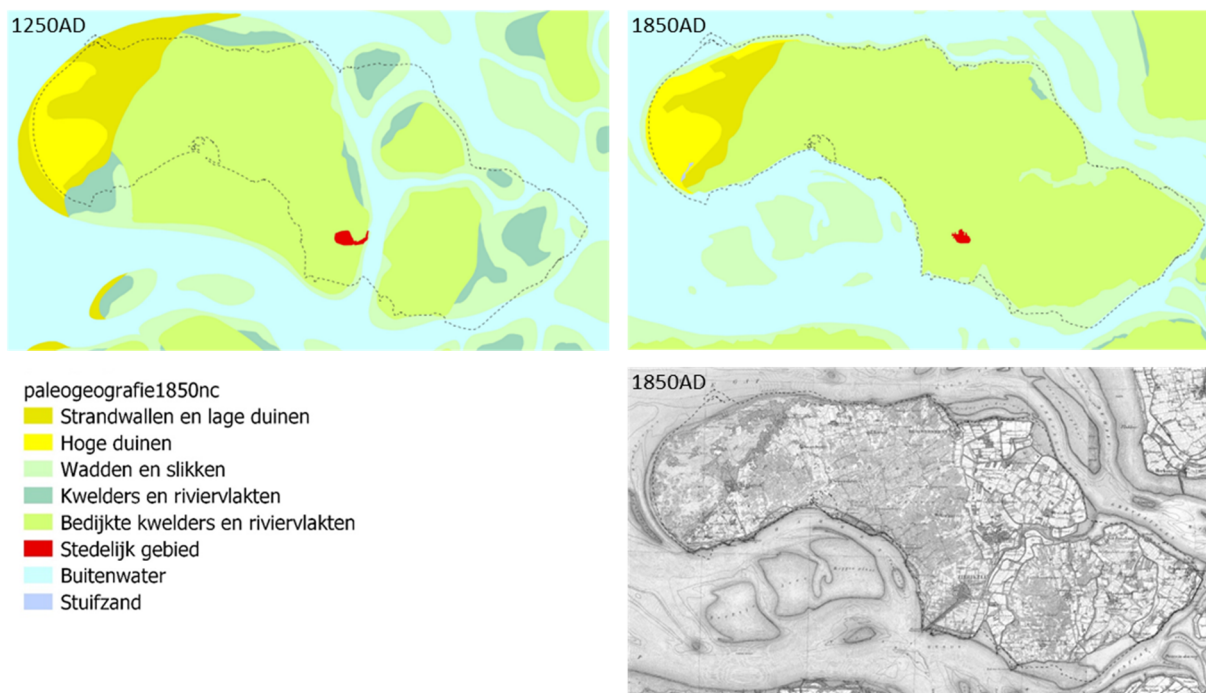 1250AD
1850AD
paleogeografie1850nc
Strandwallen en lage duinen
Hoge duinen
Wadden en slikken
Kwelders en riviervlakten
Bedijkte kwelders en riviervlakten
Stedelijk gebied
Buitenwater
Stuifzand
1850AD